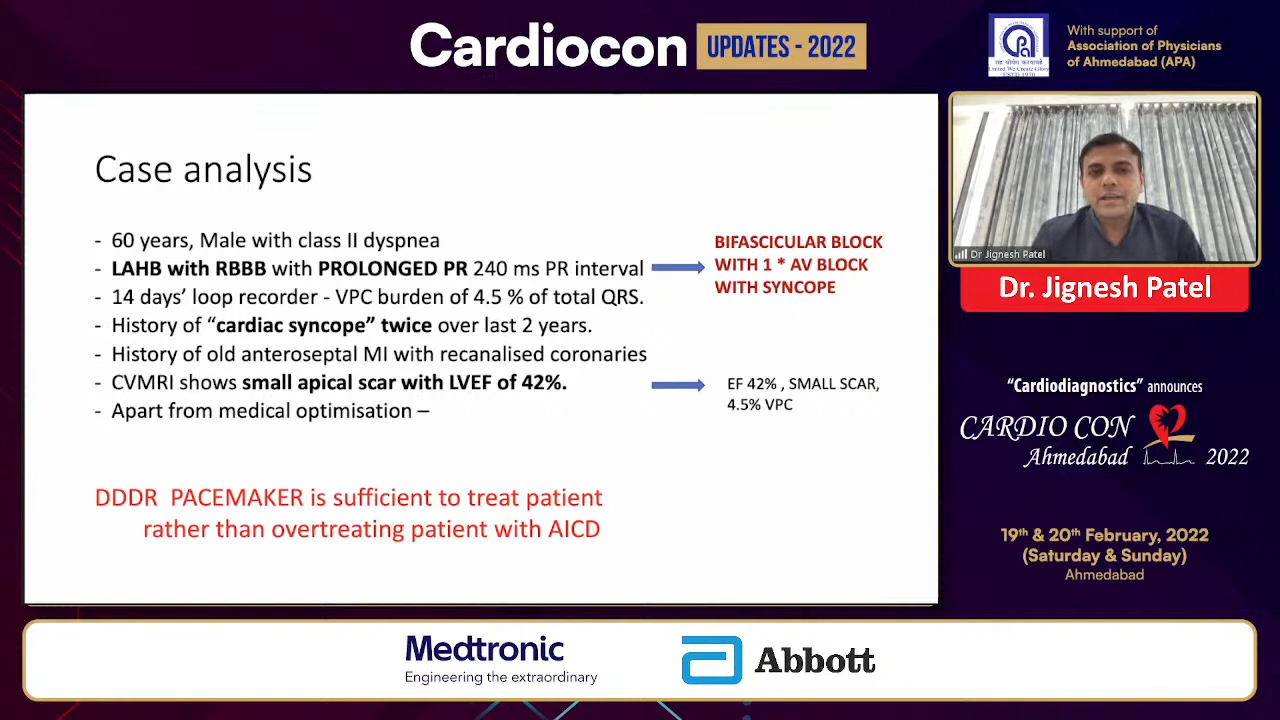 Cardiocon UPDATES - 2022
With support of
Association of Physicians
of Ahmedabad (APA)
United We Create Glory
ESTD 1970
Case analysis
- 60 years, Male with class II dyspnea
- LAHB with RBBB with PROLONGED PR 240 ms PR interval
- 14 days’ loop recorder - VPC burden of 4.5 % of total QRS.
- History of “cardiac syncope” twice over last 2 years.
- History of old anteroseptal MI with recanalised coronaries
- CVMRI shows small apical scar with LVEF of 42%.
- Apart from medical optimisation –
BIFASCICULAR BLOCK
WITH 1 * AV BLOCK
WITH SYNCOPE
EF 42% , SMALL SCAR,
4.5% VPC
DDDR PACEMAKER is sufficient to treat patient
rather than overtreating patient with AICD
Dr Jignesh Patel
Dr. Jignesh Patel
“Cardiodiagnostics” announces
CARDIO CON
Ahmedabad 2022
19th & 20th February, 2022
(Saturday & Sunday)
Ahmedabad
Medtronic
Engineering the extraordinary
Abbott